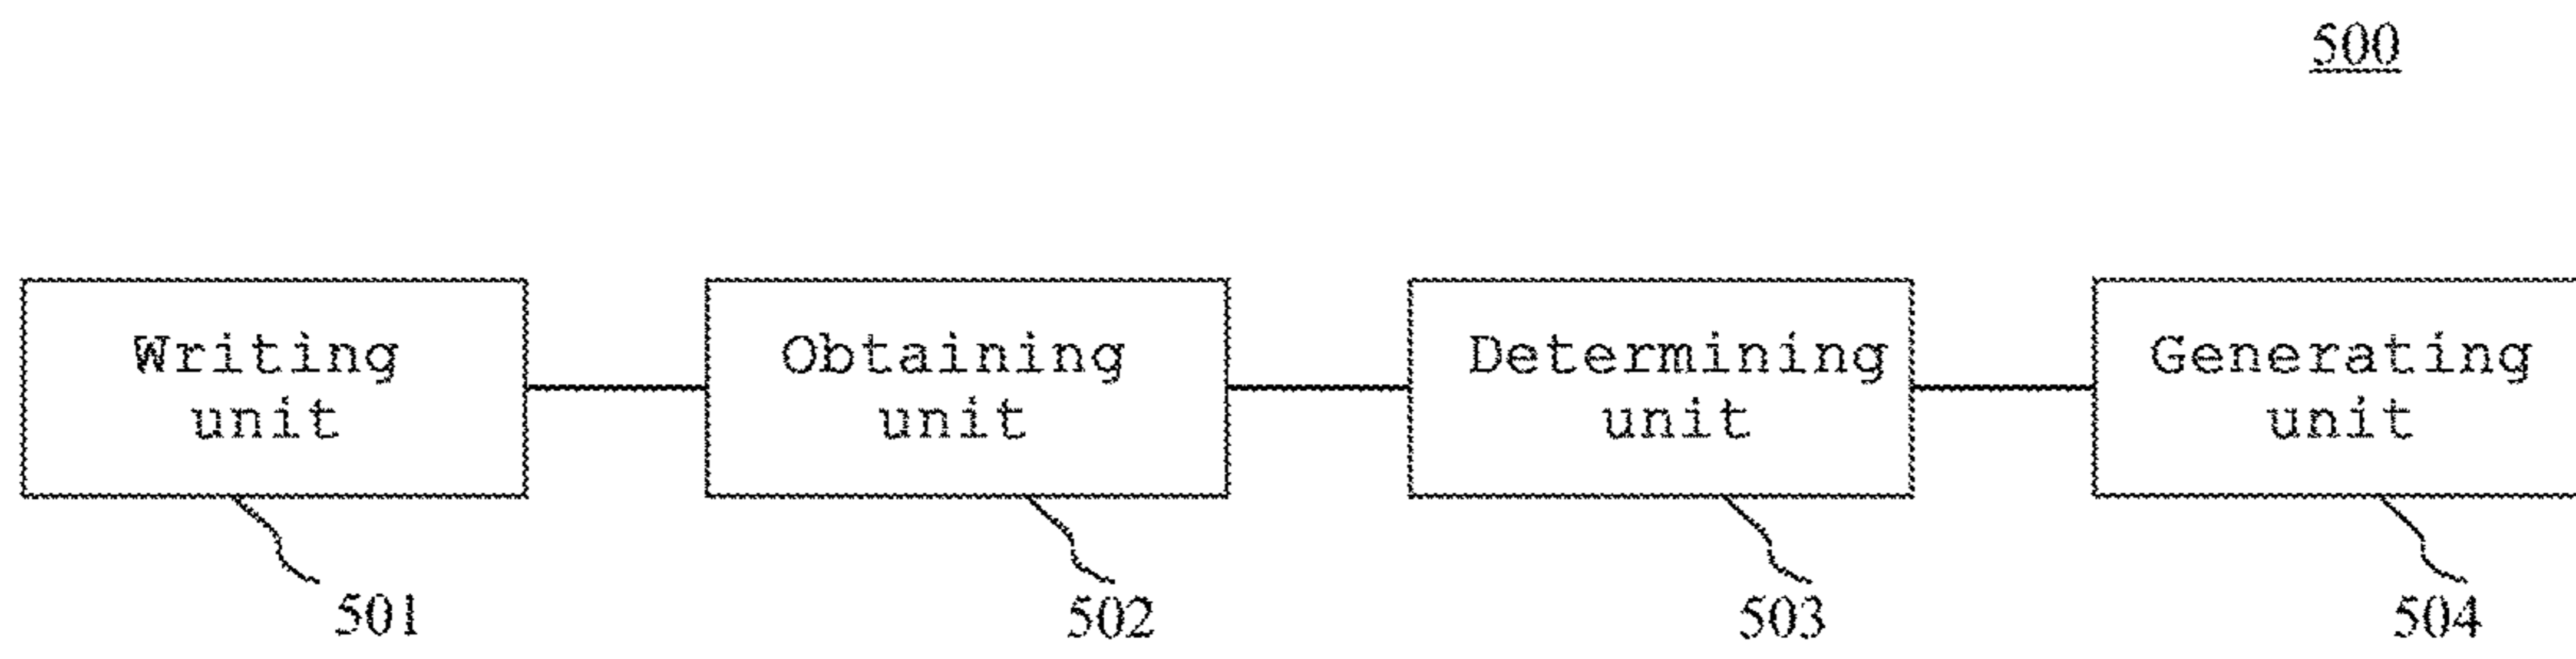 500
Writing
unit
Obtaining
unit
Determining
unit
Generating
unit
501
502
503
504